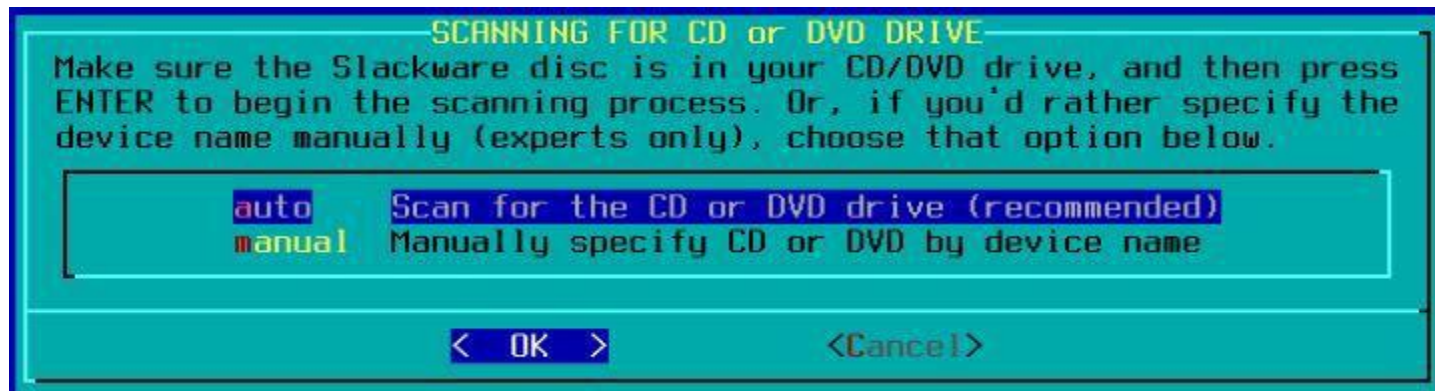 SCANNING FOR CD or DVD DRIVE
Make sure the Slackware disc is in your CD/DVD drive, and then press
ENTER to begin the scanning process. Or, if you'd rather specify the
device name manually (experts only), choose that option below.
auto Scan for the CD or DVD drive (recommended)
manual Manually specify CD or DVD by device name
< OK > <Cancel>